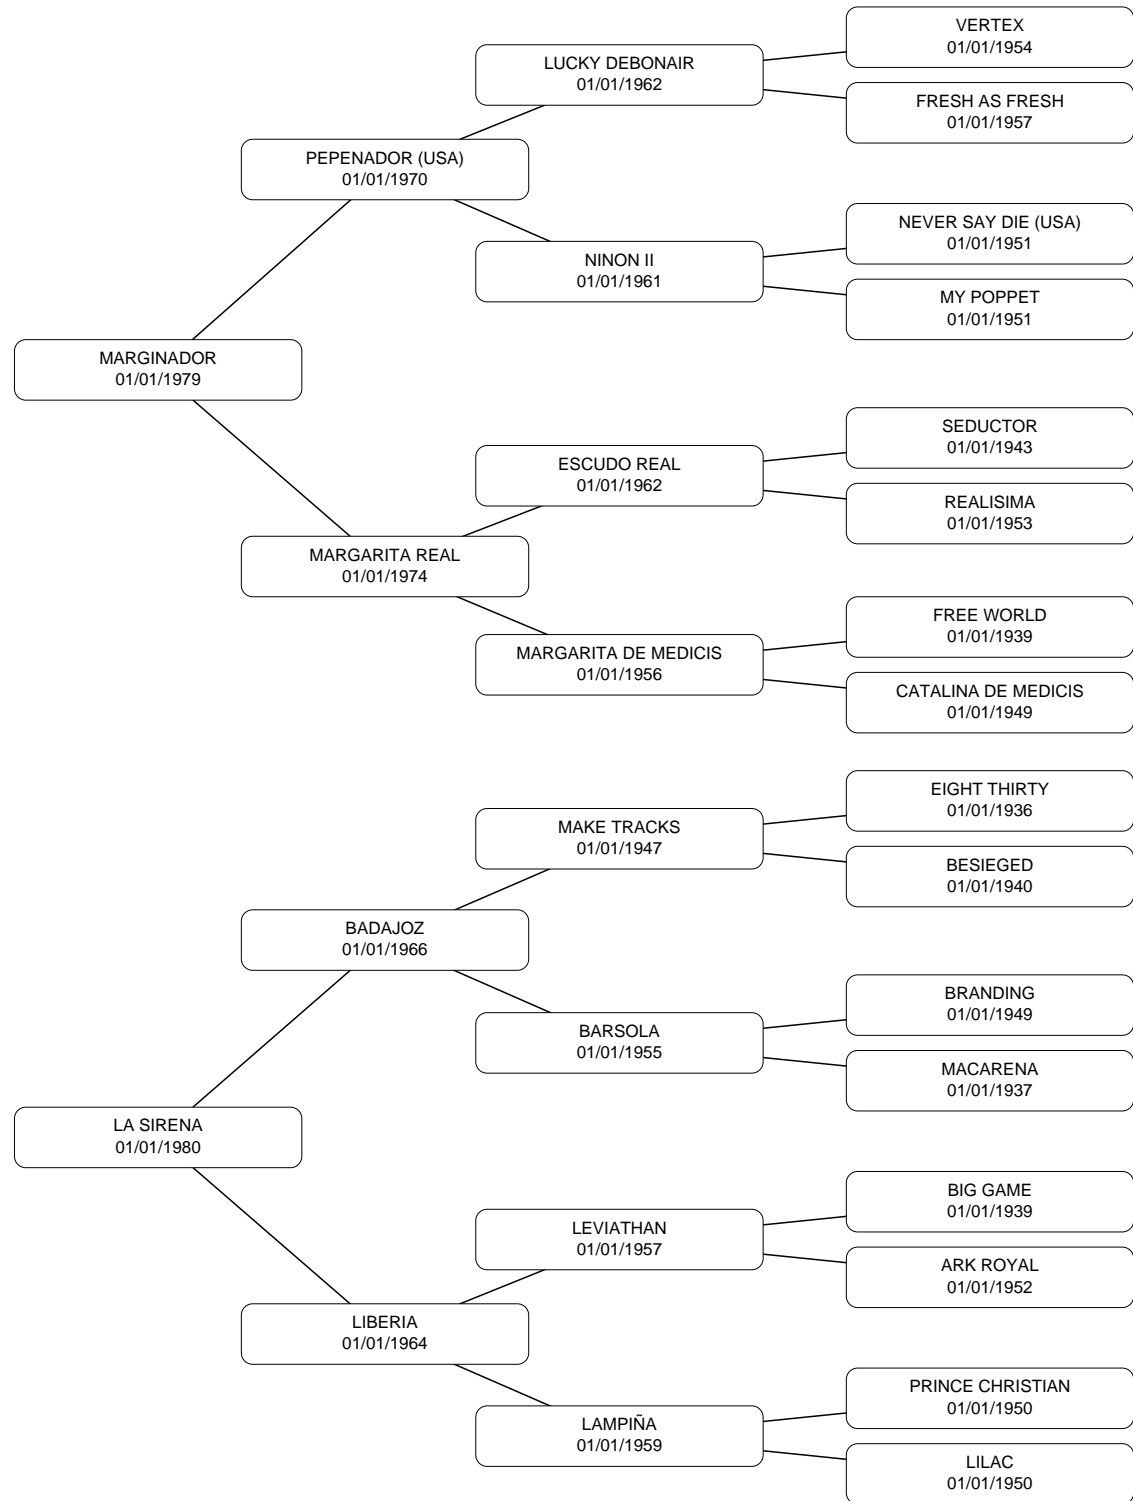 VERTEX
01/01/1954
LUCKY DEBONAIR
01/01/1962
FRESH AS FRESH
01/01/1957
PEPENADOR (USA)
01/01/1970
NEVER SAY DIE (USA)
01/01/1951
NINON II
01/01/1961
MY POPPET
01/01/1951
MARGINADOR
01/01/1979
SEDUCTOR
01/01/1943
ESCUDO REAL
01/01/1962
REALISIMA
01/01/1953
MARGARITA REAL
01/01/1974
FREE WORLD
01/01/1939
MARGARITA DE MEDICIS
01/01/1956
CATALINA DE MEDICIS
01/01/1949
EIGHT THIRTY
01/01/1936
MAKE TRACKS
01/01/1947
BESIEGED
01/01/1940
BADAJOZ
01/01/1966
BRANDING
01/01/1949
BARSOLA
01/01/1955
MACARENA
01/01/1937
LA SIRENA
01/01/1980
BIG GAME
01/01/1939
LEVIATHAN
01/01/1957
ARK ROYAL
01/01/1952
LIBERIA
01/01/1964
PRINCE CHRISTIAN
01/01/1950
LAMPIÑA
01/01/1959
LILAC
01/01/1950